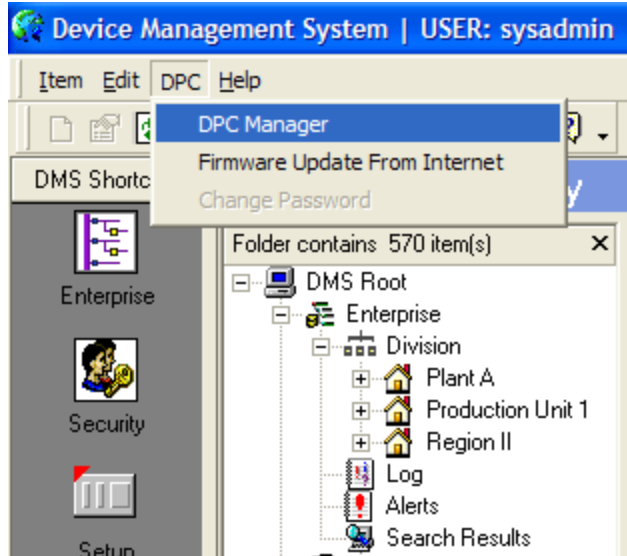 Device Management System | USER: sysadmin
Item Edit DPC Help
DPC Manager
Firmware Update From Internet
Change Password
DMS Shortc
y
Folder contains 570 item(s)
DMS Root
Enterprise
Enterprise
Division
Plant A
Production Unit 1
Security
Region II
Log
Alerts
Search Results
Setup